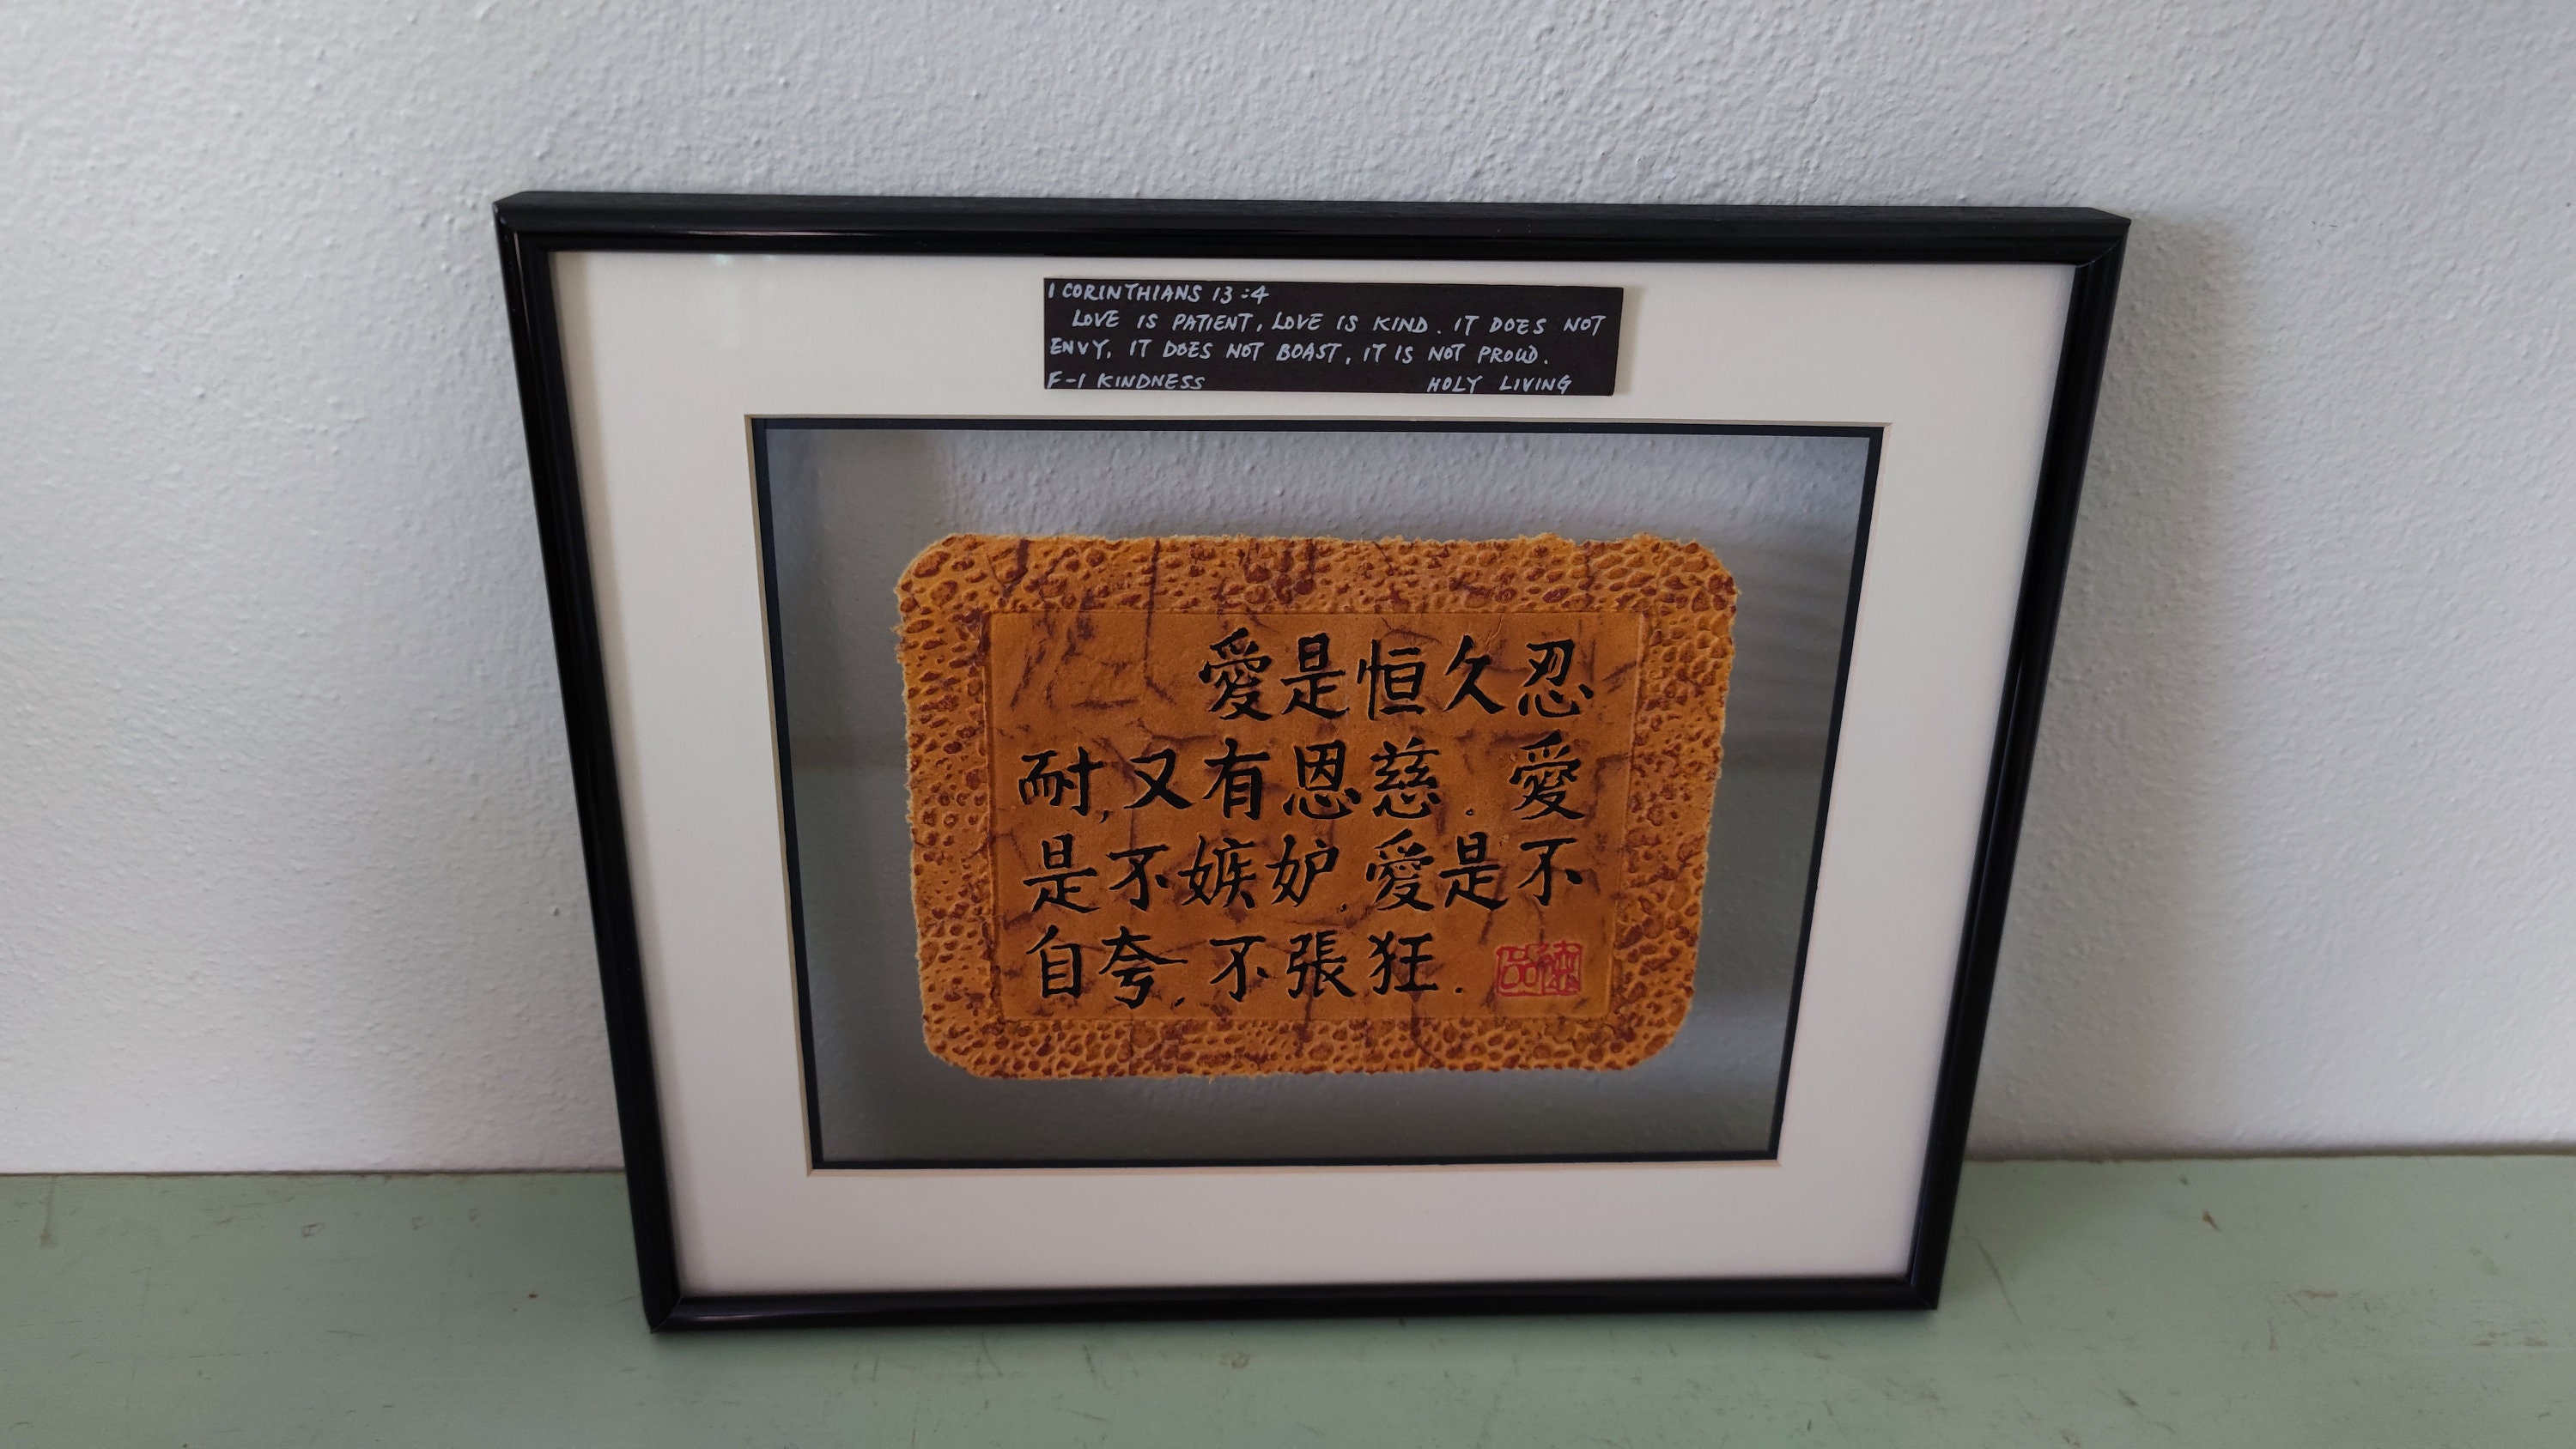 1 CORINTHIANS 13:4
LOVE IS PATIENT, LOVE IS KIND. IT DOES NOT
ENVY, IT DOES NOT BOAST, IT IS NOT PROUD.
F-1 KINDNESS HOLY LIVING
愛是恒久忍
耐,又有恩慈.愛
是不嫉妒,愛是不
自夸,不張狂.